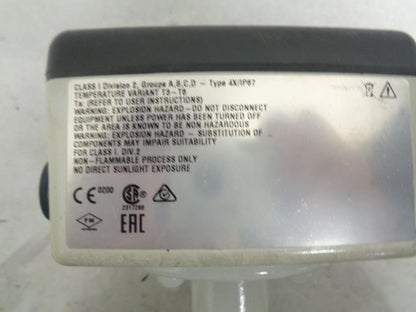 CLASS I Division 2, Groups A,B,C,D - Type 4X/IP67
TEMPERATURE VARIANT T3-T6
Ta: (REFER TO USER INSTRUCTIONS)
WARNING: EXPLOSION HAZARD-DO NOT DISCONNECT
EQUIPMENT UNLESS POWER HAS BEEN TURNED OFF
OR THE AREA IS KNOWN TO BE NON HAZARDOUS
WARNING: EXPLOSION HAZARD - SUBSTITUTION OF
COMPONENTS MAY IMPAIR SUITABILITY
FOR CLASS I, DIV.2
NON-FLAMMABLE PROCESS ONLY
NO DIRECT SUNLIGHT EXPOSURE
CE 0200
FM EAC